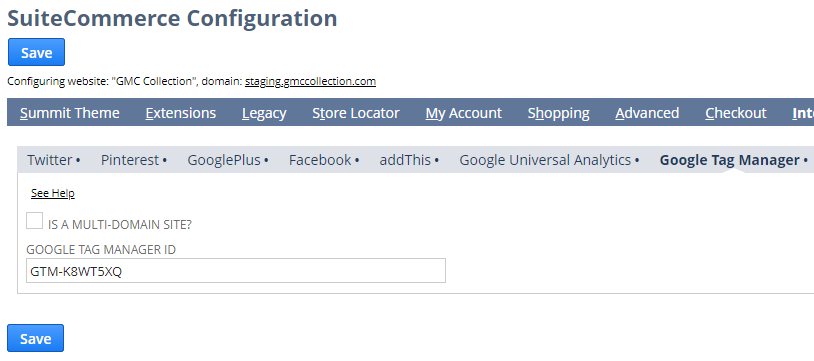 SuiteCommerce Configuration
Save
Configuring website: "GMC Collection", domain: staging.gmccollection.com
Summit Theme Extensions Legacy Store Locator My Account Shopping Advanced Checkout Inte
Twitter • Pinterest • GooglePlus • Facebook • addThis • Google Universal Analytics • Google Tag Manager •
See Help
IS A MULTI-DOMAIN SITE?
GOOGLE TAG MANAGER ID
GTM-K8WT5XQ
Save